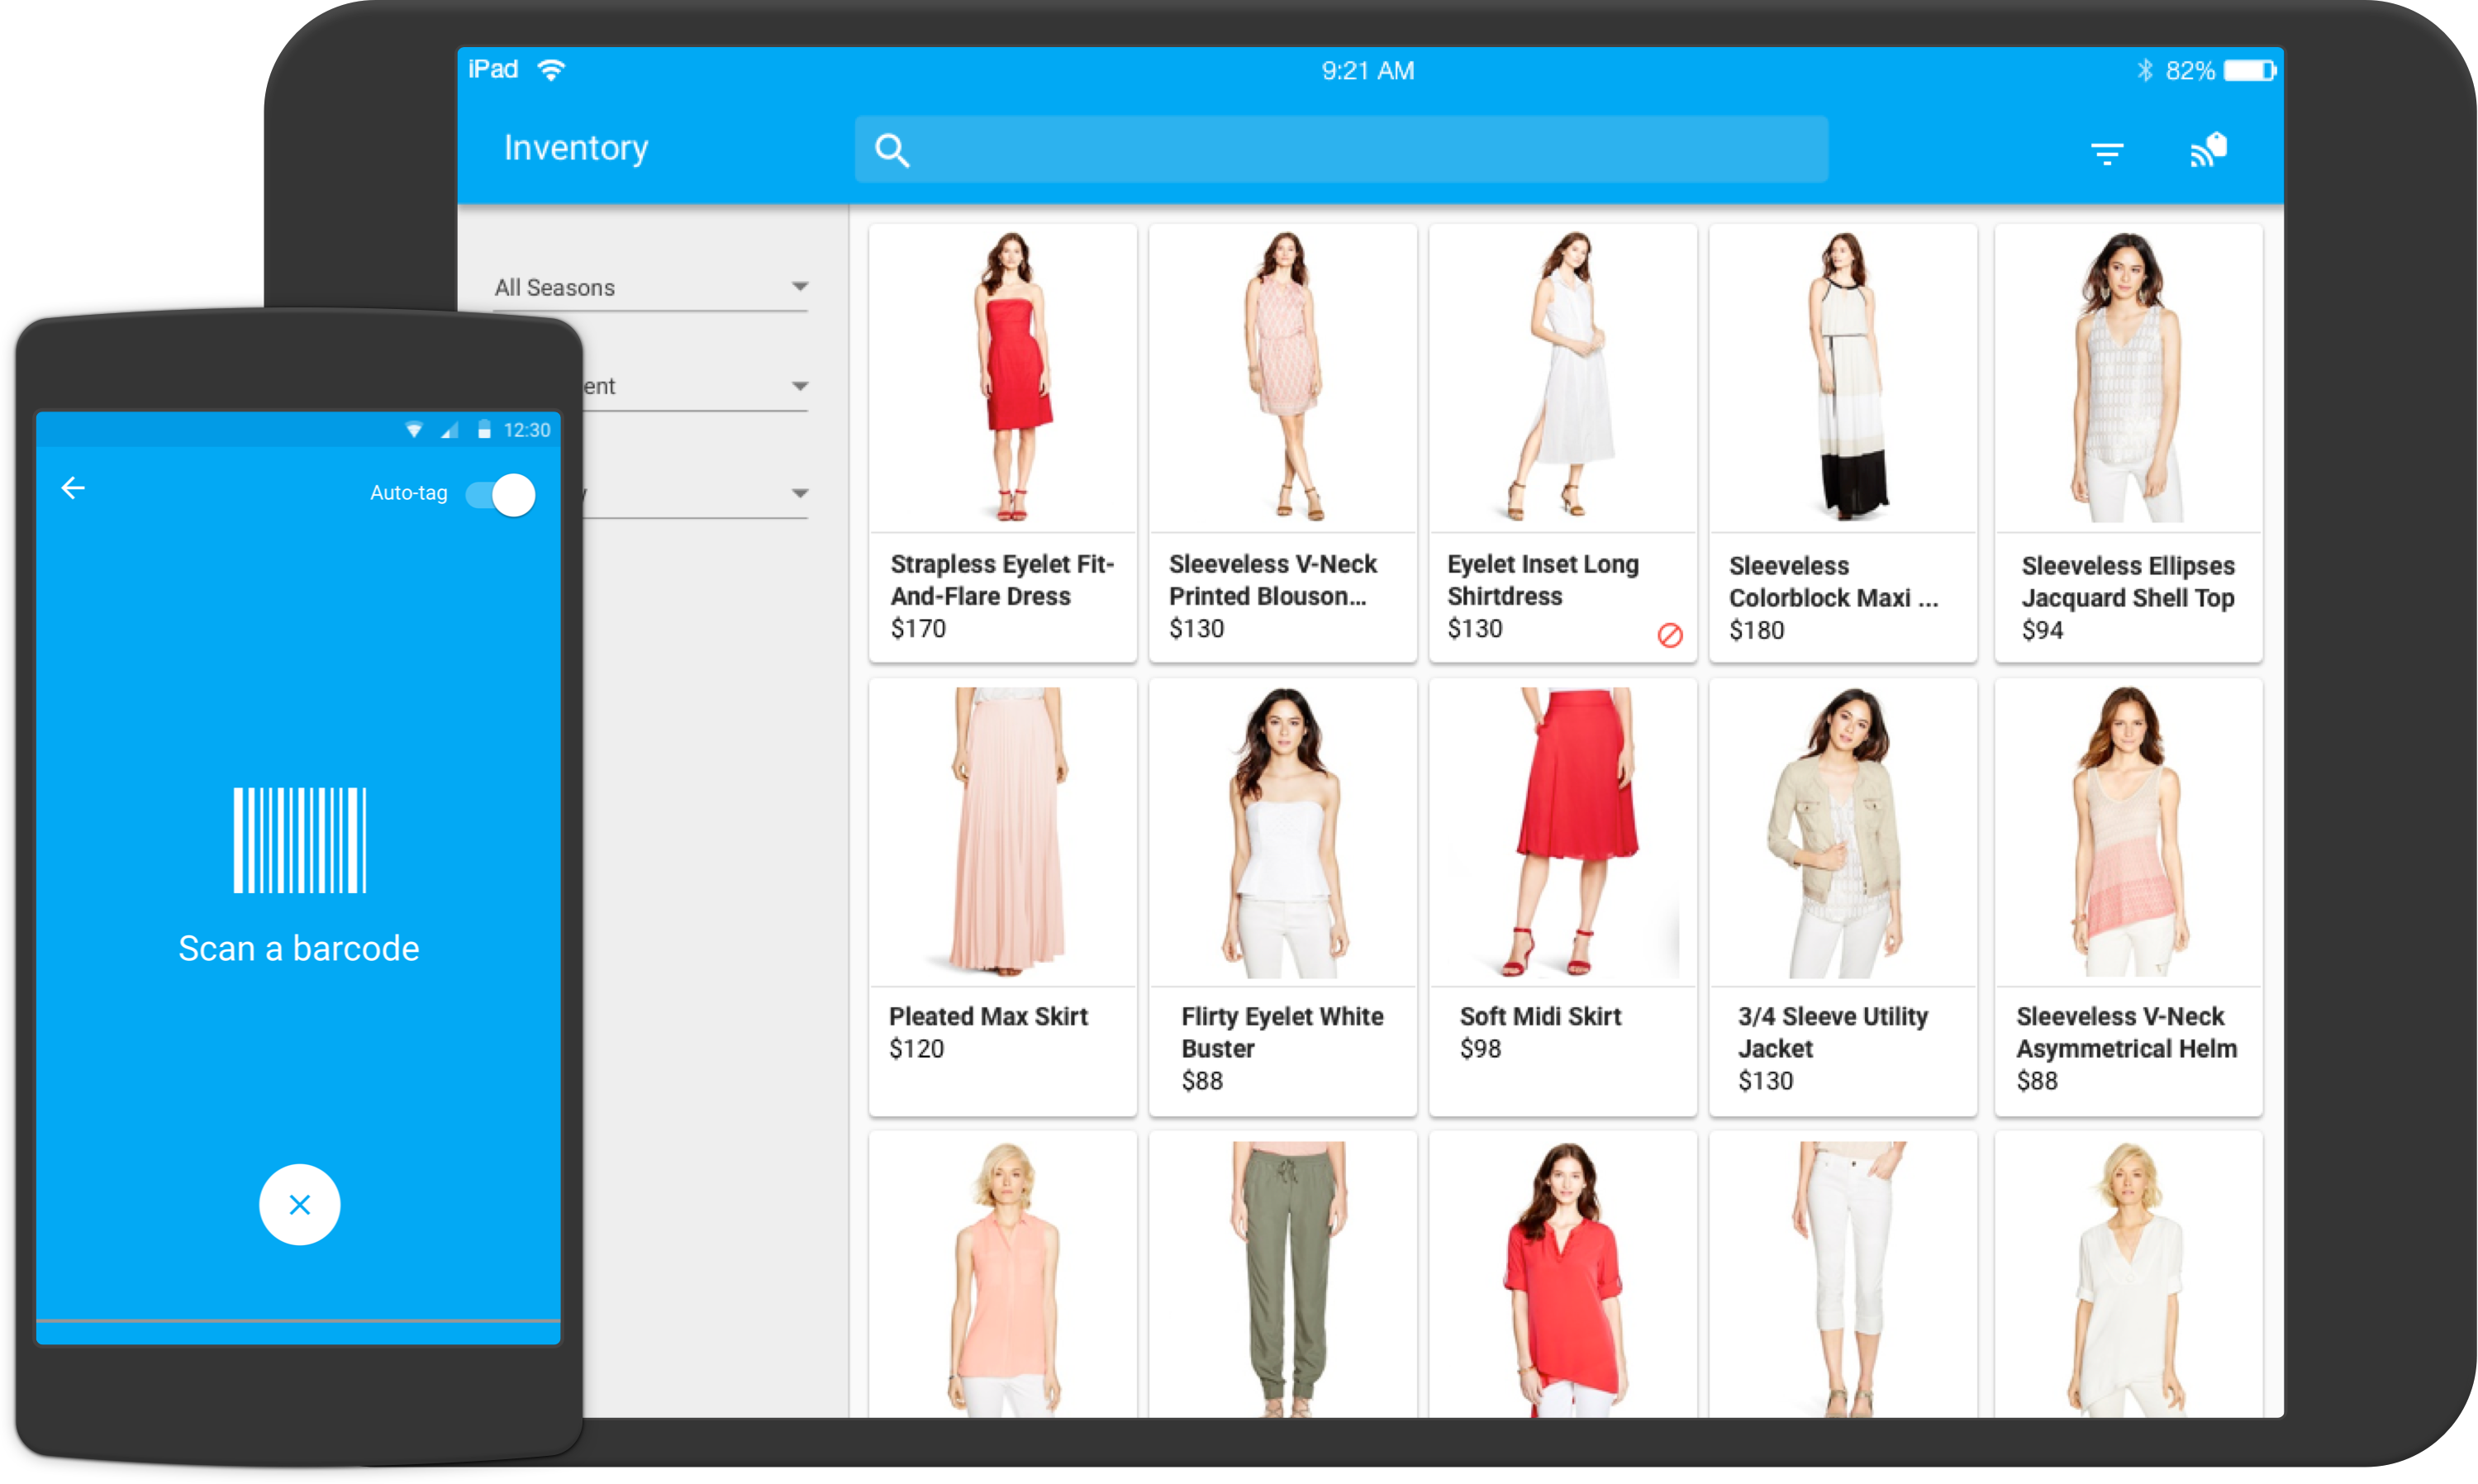 iPad
9:21 AM
82%
Inventory
All Seasons
12:30
Auto-tag
Scan a barcode
Strapless Eyelet Fit-
And-Flare Dress
$170
Sleeveless V-Neck
Printed Blouson...
$130
Eyelet Inset Long
Shirtdress
$130
Sleeveless
Colorblock Maxi ...
$180
Sleeveless Ellipses
Jacquard Shell Top
$94
Pleated Max Skirt
$120
Flirty Eyelet White
Buster
$88
Soft Midi Skirt
$98
3/4 Sleeve Utility
Jacket
$130
Sleeveless V-Neck
Asymmetrical Helm
$88